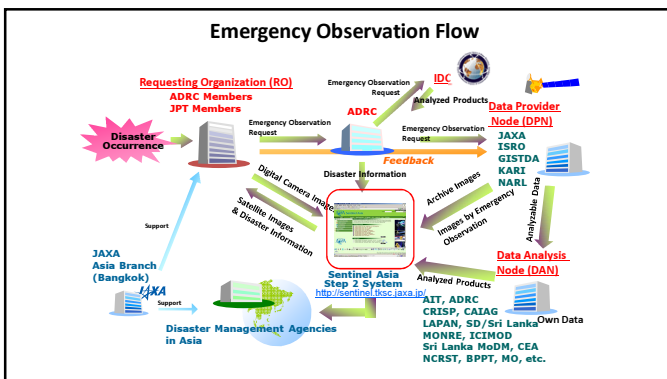 Emergency Observation Flow
Requesting Organization (RO)
ADRC Members
JPT Members
Emergency Observation
Request
IDC
Analyzed Products
ADRC
Data Provider
Node (DPN)
JAXA
ISRO
GISTDA
KARI
NARL
Disaster
Occurrence
Emergency Observation
Request
Emergency Observation
Request
Feedback
Disaster Information
Digital Camera Images
Satellite Images
& Disaster Information
Archive Images
Images by Emergency
Observation
Analyzable Data
Support
JAXA
Asia Branch
(Bangkok)
JAXA
Support
Sentinel Asia
Step 2 System
http://sentinel.tksc.jaxa.jp/
Analyzed Products
Data Analysis
Node (DAN)
Disaster Management Agencies
in Asia
AIT, ADRC
CRISP, CAIAG
LAPAN, SD/Sri Lanka
MONRE, ICIMOD
Sri Lanka MoDM, CEA
NCRST, BPPT, MO, etc.
Own Data